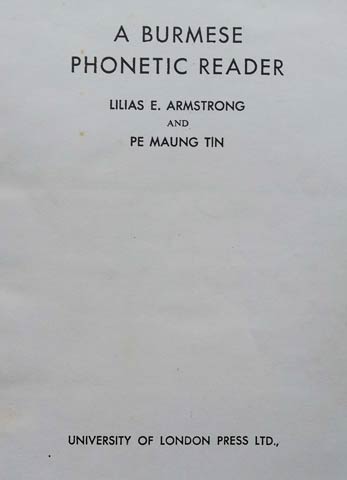 A BURMESE
PHONETIC READER
LILIAS E. ARMSTRONG
AND
PE MAUNG TIN
UNIVERSITY OF LONDON PRESS LTD.,